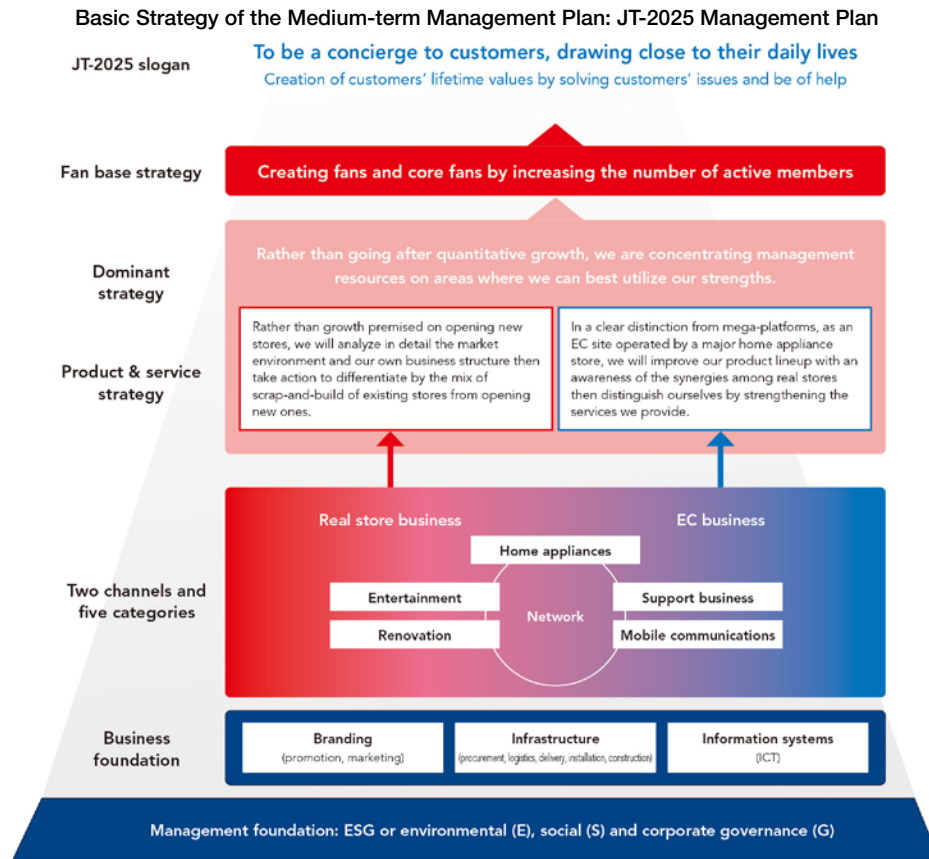 Basic Strategy of the Medium-term Management Plan: JT-2025 Management Plan
JT-2025 slogan
To be a concierge to customers, drawing close to their daily lives
Creation of customers' lifetime values by solving customers' issues and be of help
Fan base strategy
Creating fans and core fans by increasing the number of active members
Dominant
strategy
Rather than going after quantitative growth, we are concentrating management
resources on areas where we can best utilize our strengths.
Product & service
strategy
Rather than growth premised on opening new
stores, we will analyze in detail the market
environment and our own business structure then
take action to differentiate by the mix of
scrap-and-build of existing stores from opening
new ones.
In a clear distinction from mega-platforms, as an
EC site operated by a major home appliance
store, we will improve our product lineup with an
awareness of the synergies among real stores
then distinguish ourselves by strengthening the
services we provide.
Two channels and
five categories
Real store business
EC business
Home appliances
Entertainment
Support business
Network
Renovation
Mobile communications
Business
foundation
Branding
(promotion, marketing)
Infrastructure
(procurement, logistics, delivery, installation, construction)
Information systems
(ICT)
Management foundation: ESG or environmental (E), social (S) and corporate governance (G)